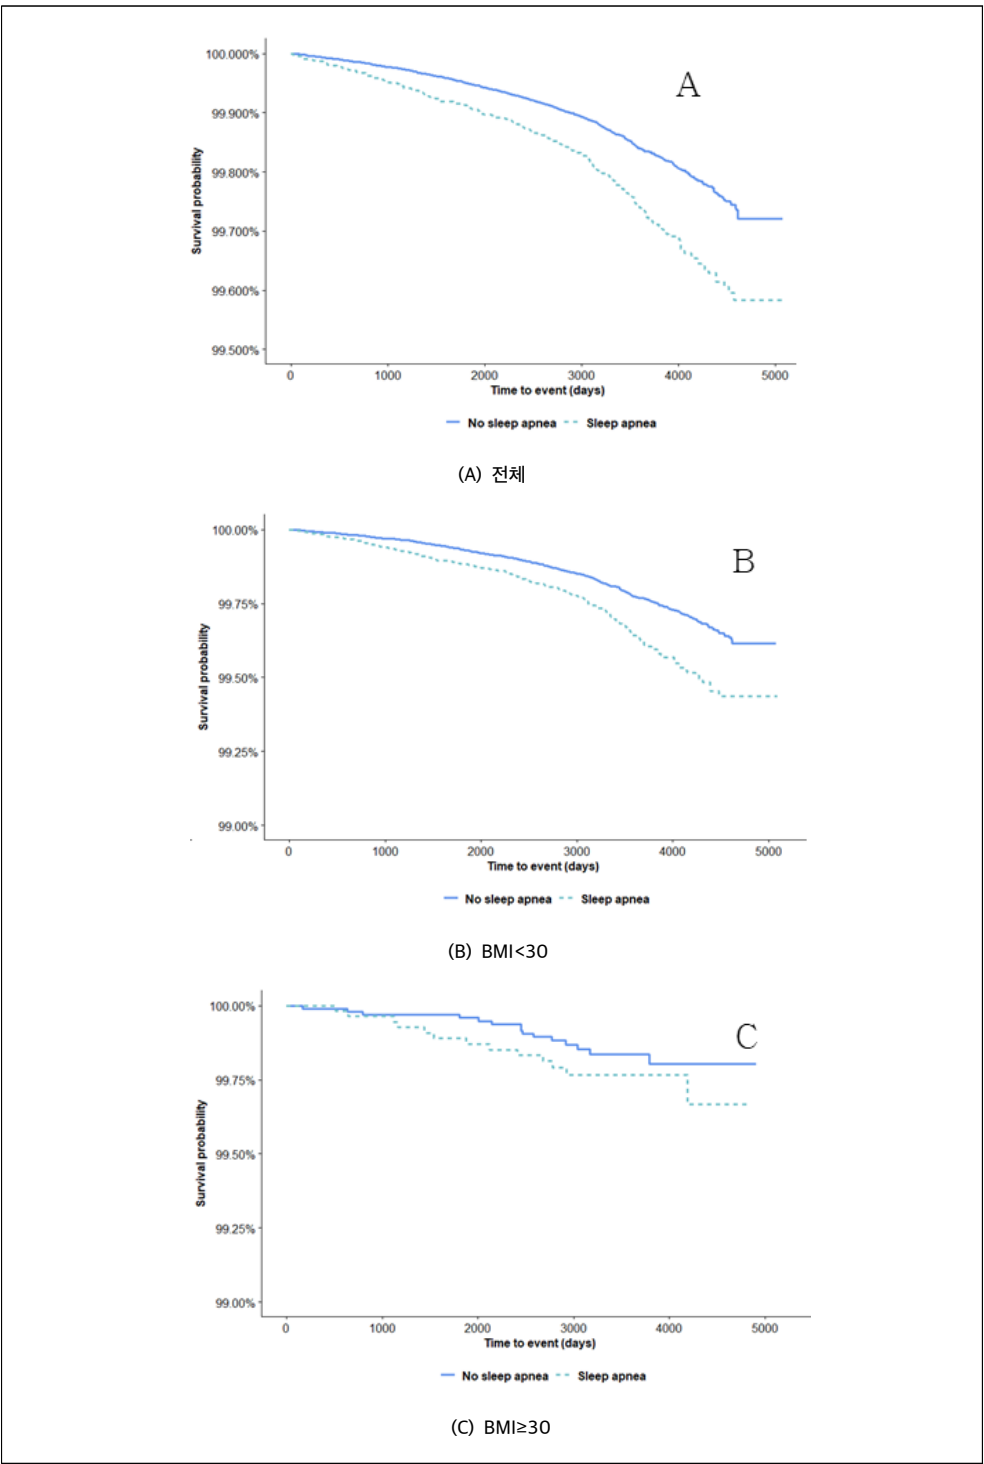 A
100.000%
99.900%
99.800%
99.700%
99.600%
99.500%
Survival probability
0 1000 2000 3000 4000 5000
Time to event (days)
No sleep apnea Sleep apnea
(A) 전체
B
100.00%
99.75%
99.50%
99.25%
99.00%
Survival probability
0 1000 2000 3000 4000 5000
Time to event (days)
No sleep apnea Sleep apnea
(B) BMI<30
C
100.00%
99.75%
99.50%
99.25%
99.00%
Survival probability
0 1000 2000 3000 4000 5000
Time to event (days)
No sleep apnea Sleep apnea
(C) BMI≥30